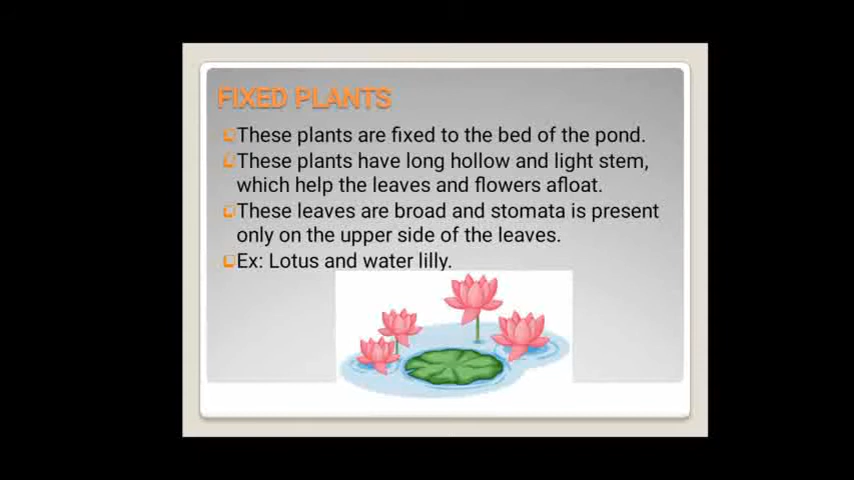 FIXED PLANTS
These plants are fixed to the bed of the pond.
These plants have long hollow and light stem,
which help the leaves and flowers afloat.
These leaves are broad and stomata is present
only on the upper side of the leaves.
Ex: Lotus and water lilly.